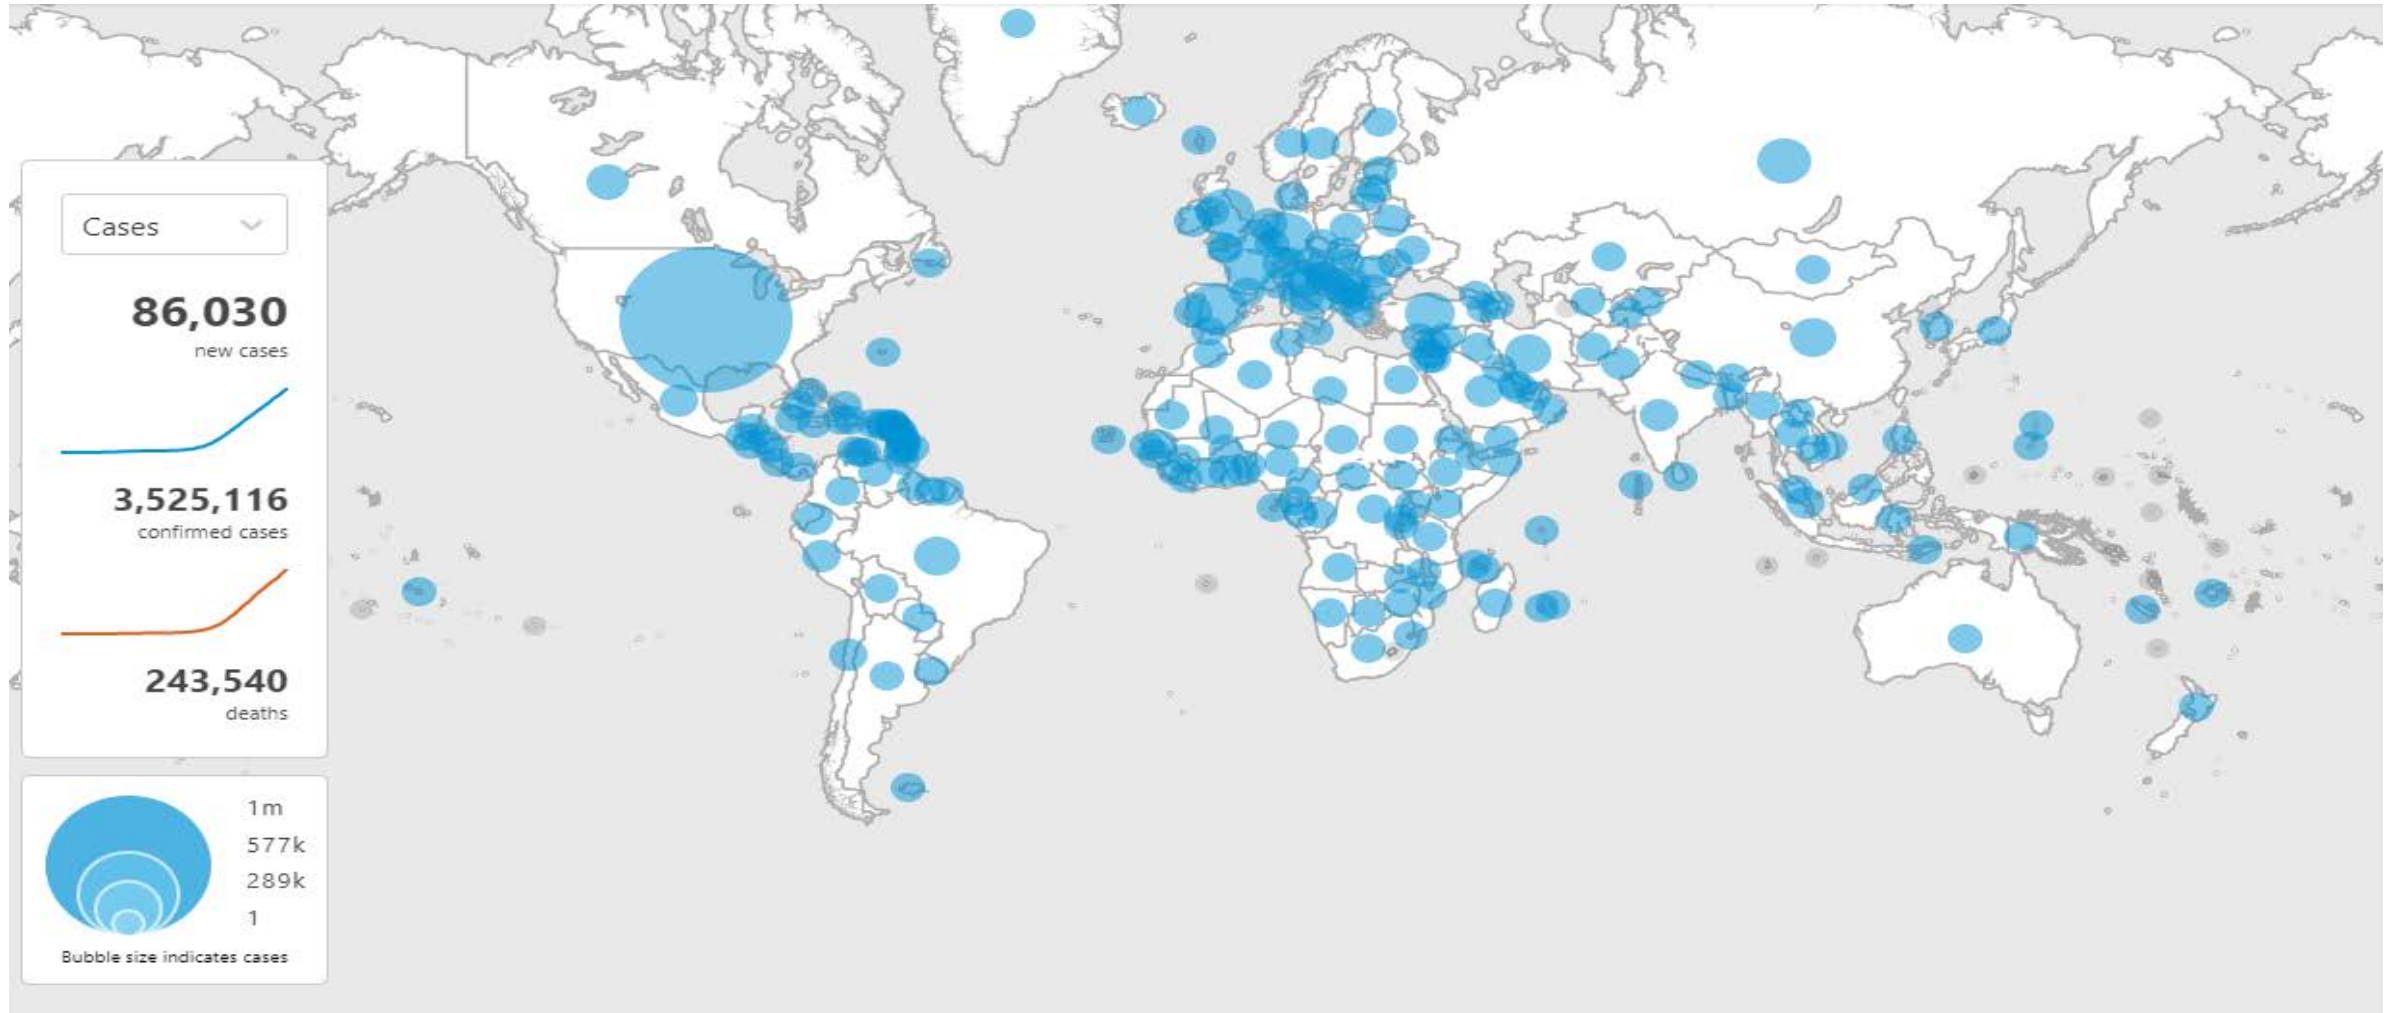 Cases
86,030
new cases
3,525,116
confirmed cases
243,540
deaths
1m
577k
289k
1
Bubble size indicates cases